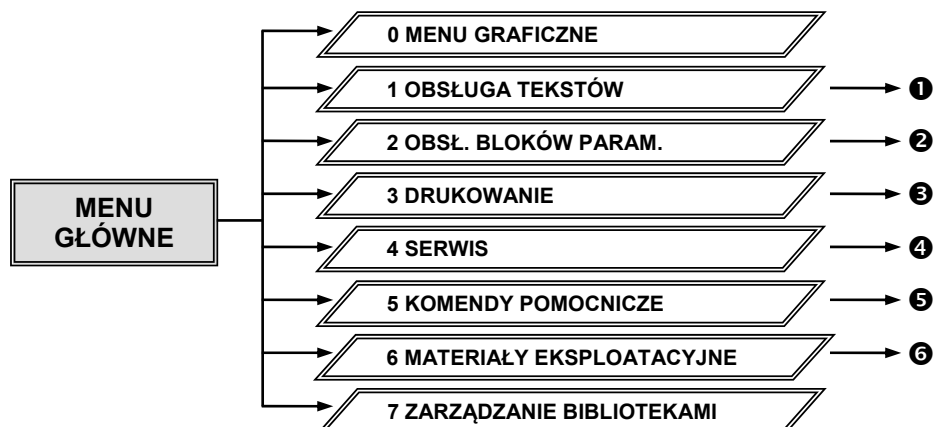 MENU
GŁÓWNE
0 MENU GRAFICZNE
1 OBSŁUGA TEKSTÓW ❶
2 OBSŁ. BLOKÓW PARAM. ❷
3 DRUKOWANIE ❸
4 SERWIS ❹
5 KOMENDY POMOCNICZE ❺
6 MATERIAŁY EKSPLOATACYJNE ❻
7 ZARZĄDZANIE BIBLIOTEKAMI